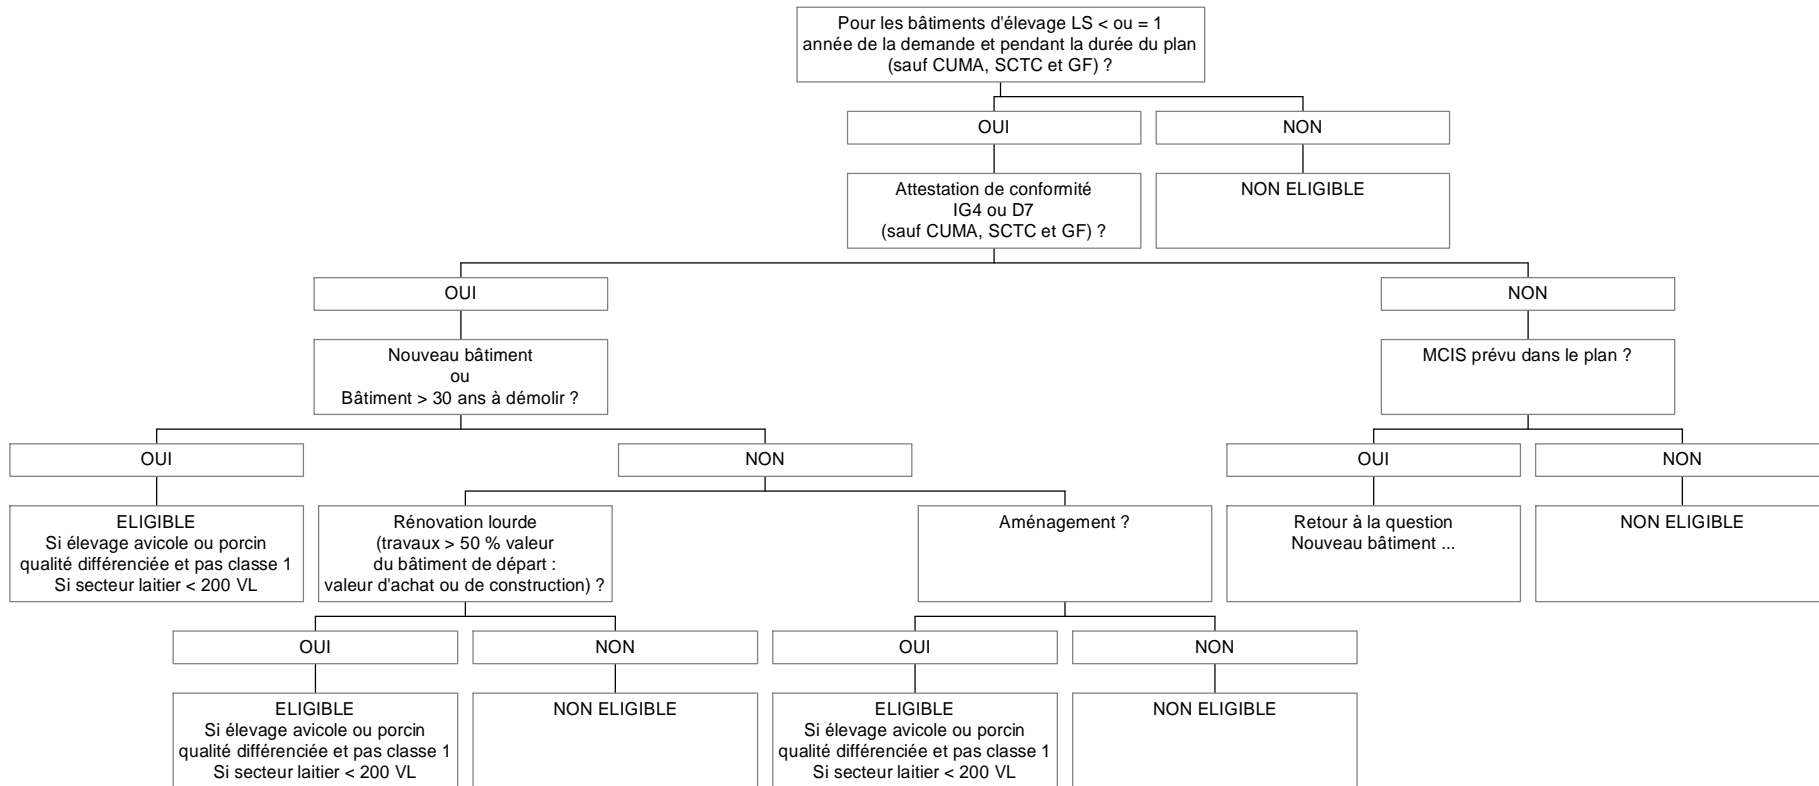 Pour les bâtiments d'élevage LS < ou = 1
année de la demande et pendant la durée du plan
(sauf CUMA, SCTC et GF) ?
OUI
NON
Attestation de conformité
IG4 ou D7
(sauf CUMA, SCTC et GF) ?
NON ELIGIBLE
OUI
NON
Nouveau bâtiment
ou
Bâtiment > 30 ans à démolir ?
MCIS prévu dans le plan ?
OUI
NON
OUI
NON
ELIGIBLE
Si élevage avicole ou porcin
qualité différenciée et pas classe 1
Si secteur laitier < 200 VL
Rénovation lourde
(travaux > 50 % valeur
du bâtiment de départ :
valeur d'achat ou de construction) ?
Aménagement ?
Retour à la question
Nouveau bâtiment ...
NON ELIGIBLE
OUI
NON
OUI
NON
ELIGIBLE
Si élevage avicole ou porcin
qualité différenciée et pas classe 1
Si secteur laitier < 200 VL
NON ELIGIBLE
ELIGIBLE
Si élevage avicole ou porcin
qualité différenciée et pas classe 1
Si secteur laitier < 200 VL
NON ELIGIBLE